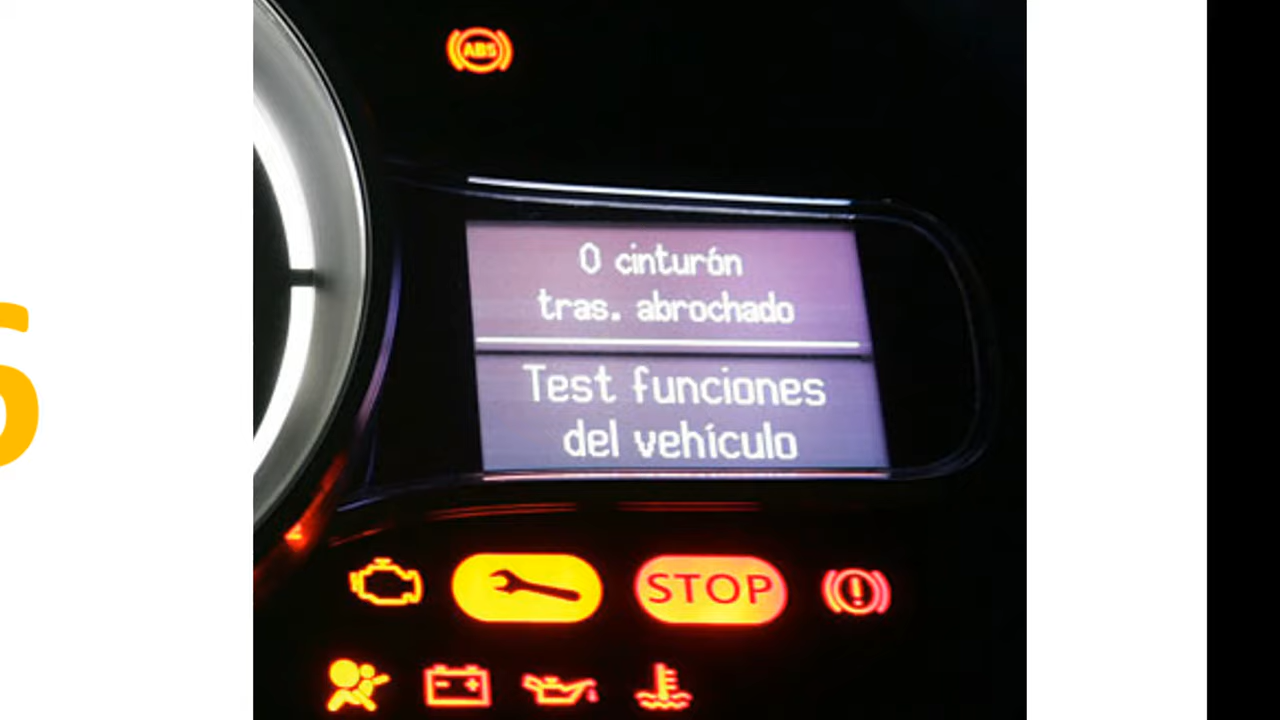 ABS
0 cinturón
tras. abrochado
Test funciones
del vehículo
STOP